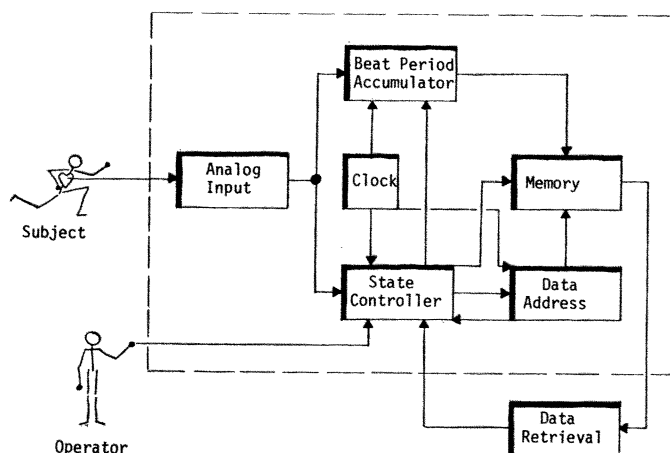 Beat Period
Accumulator
Analog
Input
Clock
Memory
Subject
State
Controller
Data
Address
Operator
Data
Retrieval